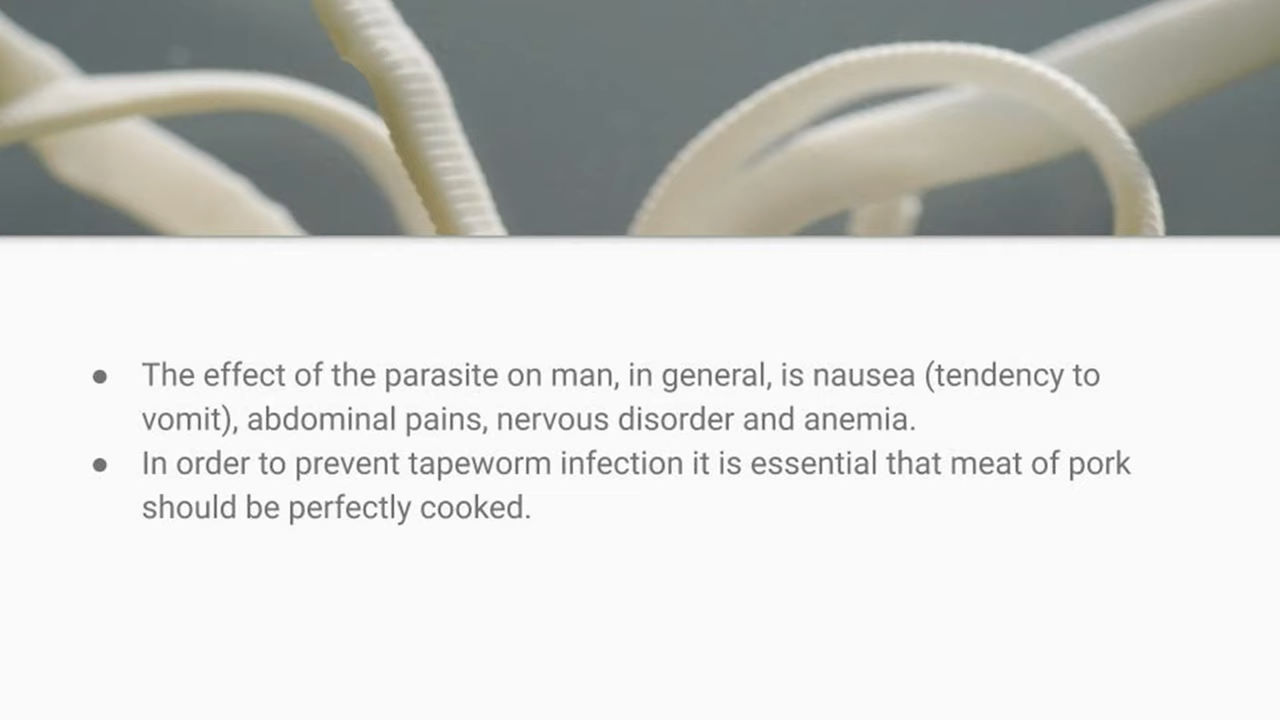 ● The effect of the parasite on man, in general, is nausea (tendency to
vomit), abdominal pains, nervous disorder and anemia.
● In order to prevent tapeworm infection it is essential that meat of pork
should be perfectly cooked.